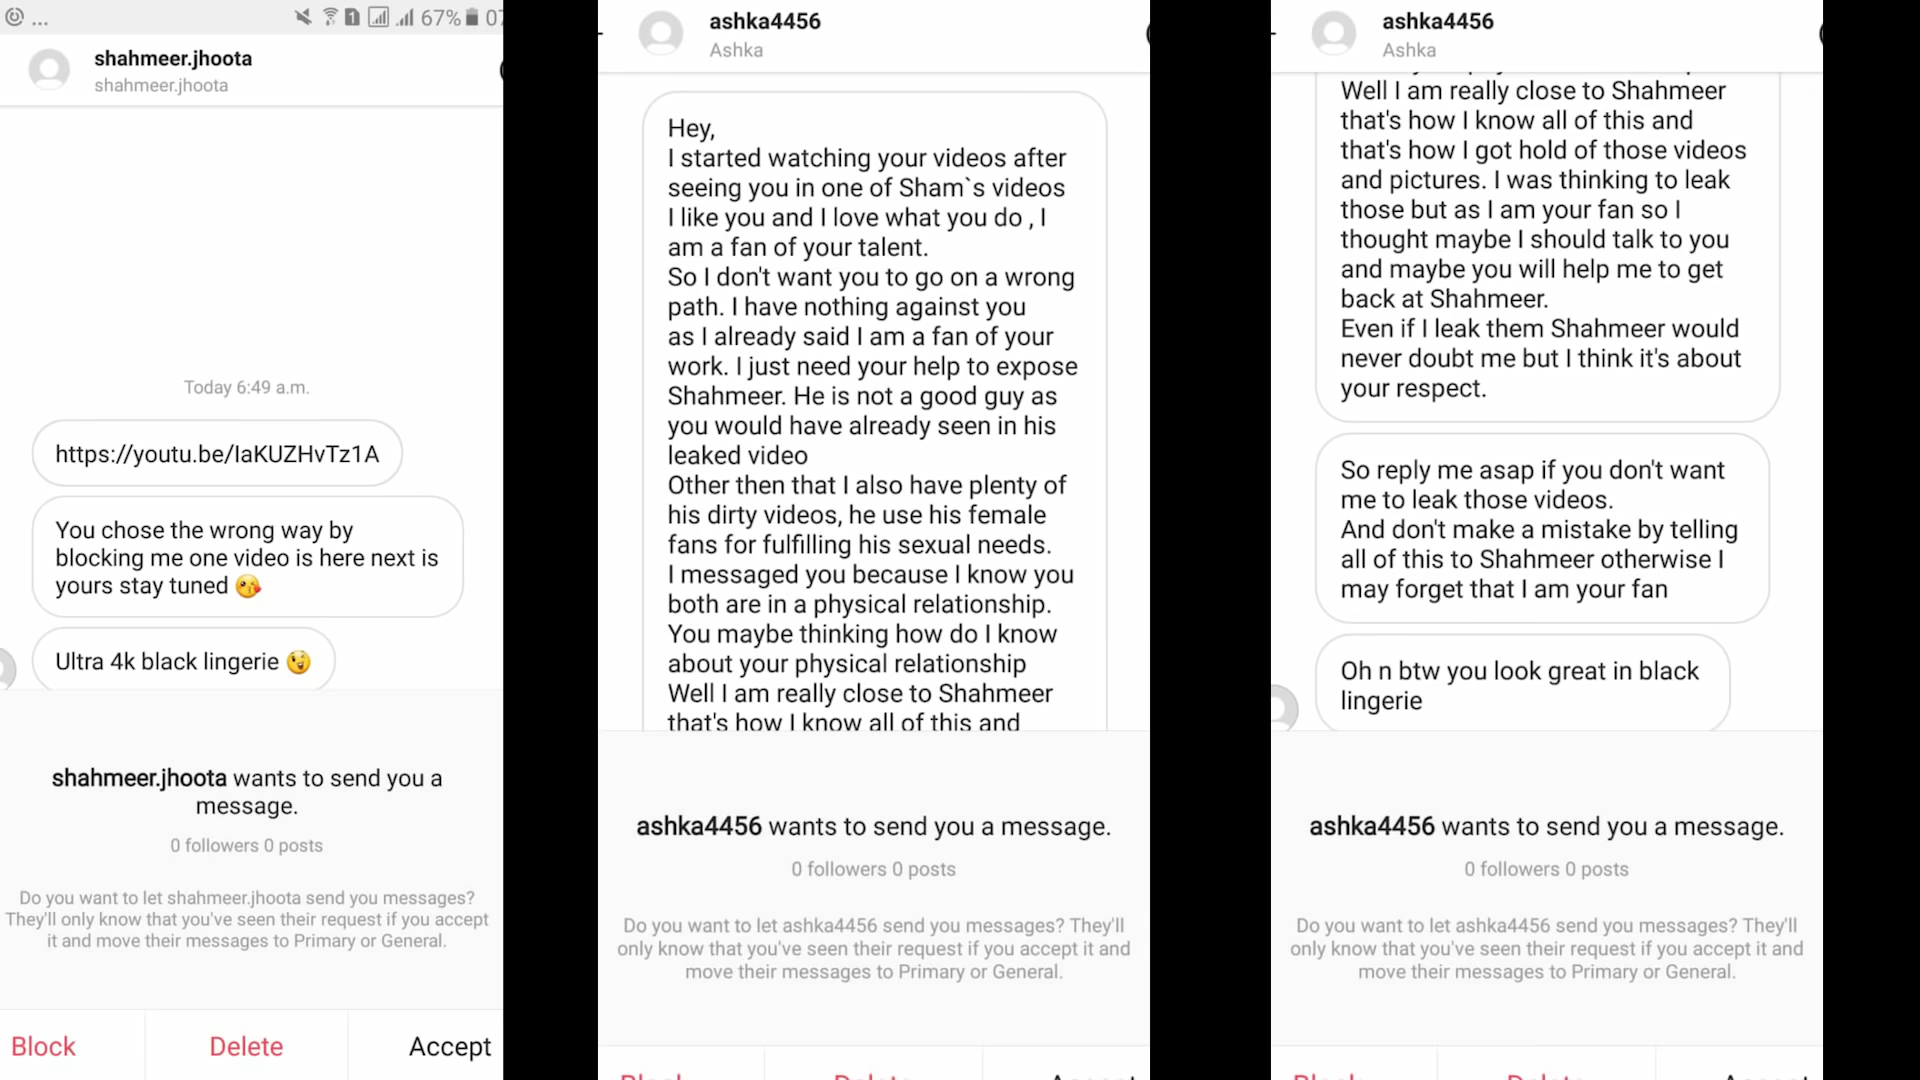 ... 1 67% 07
shahmeer.jhoota
shahmeer.jhoota
Today 6:49 a.m.
https://youtu.be/IaKUZHvTz1A
You chose the wrong way by
blocking me one video is here next is
yours stay tuned 😘
Ultra 4k black lingerie 😉
shahmeer.jhoota wants to send you a
message.
0 followers 0 posts
Do you want to let shahmeer.jhoota send you messages?
They'll only know that you've seen their request if you accept
it and move their messages to Primary or General.
Block Delete Accept
ashka4456
Ashka
Hey,
I started watching your videos after
seeing you in one of Sham`s videos
I like you and I love what you do , I
am a fan of your talent.
So I don't want you to go on a wrong
path. I have nothing against you
as I already said I am a fan of your
work. I just need your help to expose
Shahmeer. He is not a good guy as
you would have already seen in his
leaked video
Other then that I also have plenty of
his dirty videos, he use his female
fans for fulfilling his sexual needs.
I messaged you because I know you
both are in a physical relationship.
You maybe thinking how do I know
about your physical relationship
Well I am really close to Shahmeer
that's how I know all of this and
ashka4456 wants to send you a message.
0 followers 0 posts
Do you want to let ashka4456 send you messages? They'll
only know that you've seen their request if you accept it and
move their messages to Primary or General.
Block Delete Accept
ashka4456
Ashka
Well I am really close to Shahmeer
that's how I know all of this and
that's how I got hold of those videos
and pictures. I was thinking to leak
those but as I am your fan so I
thought maybe I should talk to you
and maybe you will help me to get
back at Shahmeer.
Even if I leak them Shahmeer would
never doubt me but I think it's about
your respect.
So reply me asap if you don't want
me to leak those videos.
And don't make a mistake by telling
all of this to Shahmeer otherwise I
may forget that I am your fan
Oh n btw you look great in black
lingerie
ashka4456 wants to send you a message.
0 followers 0 posts
Do you want to let ashka4456 send you messages? They'll
only know that you've seen their request if you accept it and
move their messages to Primary or General.
Block Delete Accept